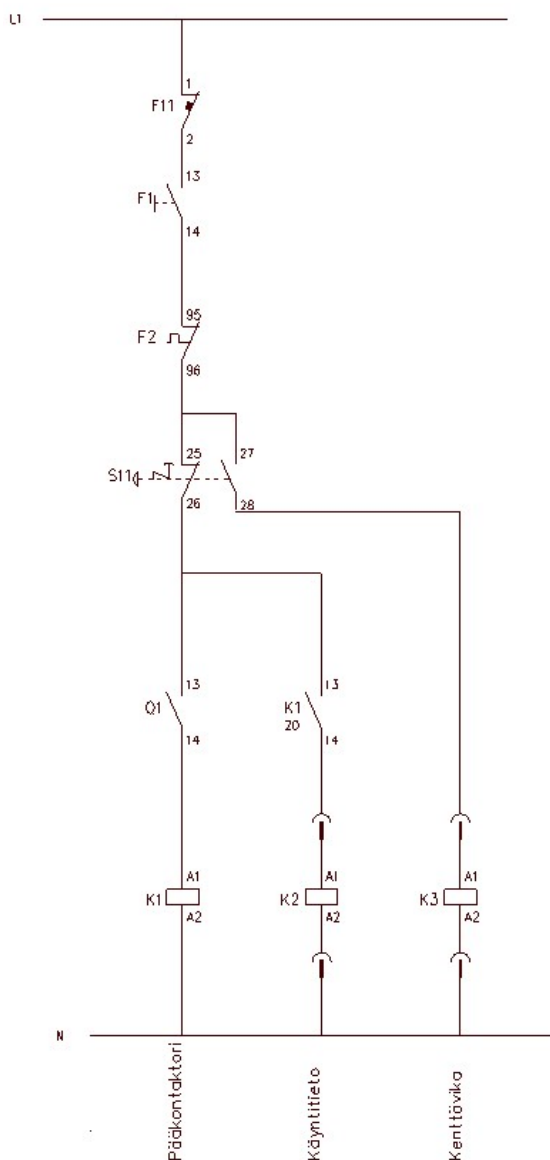 L1
1
F11
2
13
F1
14
95
F2
96
25
27
S11
26
28
13
Q1
14
13
K1
20
14
A1
K1
A2
A1
K2
A2
A1
K3
A2
N
Pääkontaktori
Käyntitieto
Kenttävika